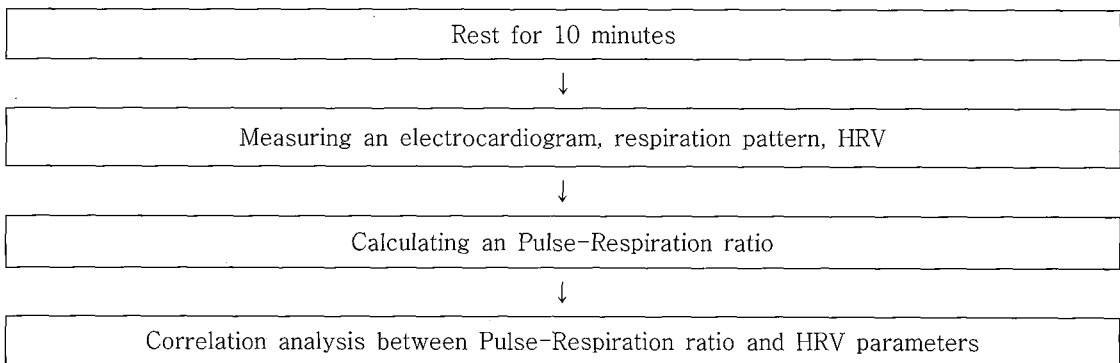 Rest for 10 minutes
↓
Measuring an electrocardiogram, respiration pattern, HRV
↓
Calculating an Pulse-Respiration ratio
↓
Correlation analysis between Pulse-Respiration ratio and HRV parameters